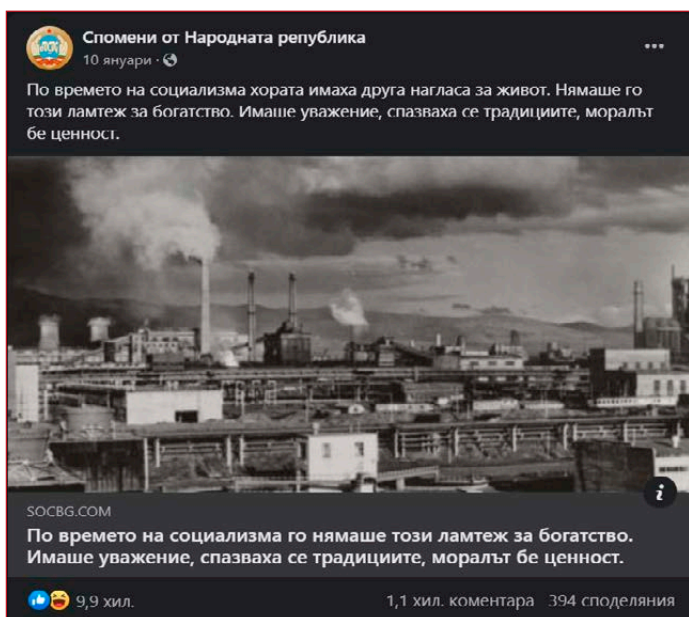 Спомени от Народната република
10 януари ·
По времето на социализма хората имаха друга нагласа за живот. Нямаше го
този ламтеж за богатство. Имаше уважение, спазваха се традициите, моралът
бе ценност.
SOCBG.COM
По времето на социализма го нямаше този ламтеж за богатство.
Имаше уважение, спазваха се традициите, моралът бе ценност.
9,9 хил. 1,1 хил. коментара 394 споделяния